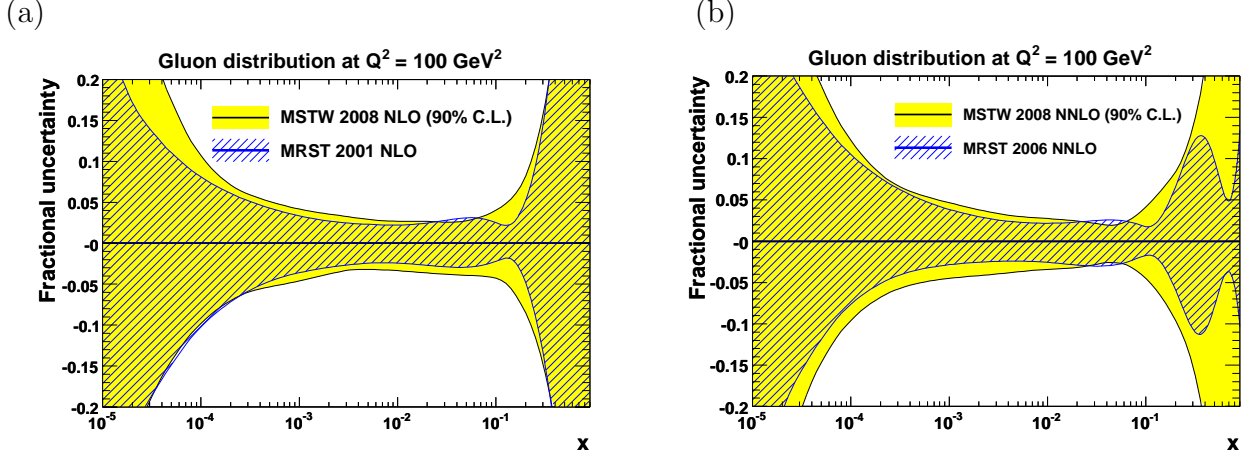 (a)
Gluon distribution at Q² = 100 GeV²
Fractional uncertainty
0.2
0.15
0.1
0.05
-0
-0.05
-0.1
-0.15
-0.2
MSTW 2008 NLO (90% C.L.)
MRST 2001 NLO
10⁻⁵
10⁻⁴
10⁻³
10⁻²
10⁻¹
x
(b)
Gluon distribution at Q² = 100 GeV²
Fractional uncertainty
0.2
0.15
0.1
0.05
-0
-0.05
-0.1
-0.15
-0.2
MSTW 2008 NNLO (90% C.L.)
MRST 2006 NNLO
10⁻⁵
10⁻⁴
10⁻³
10⁻²
10⁻¹
x